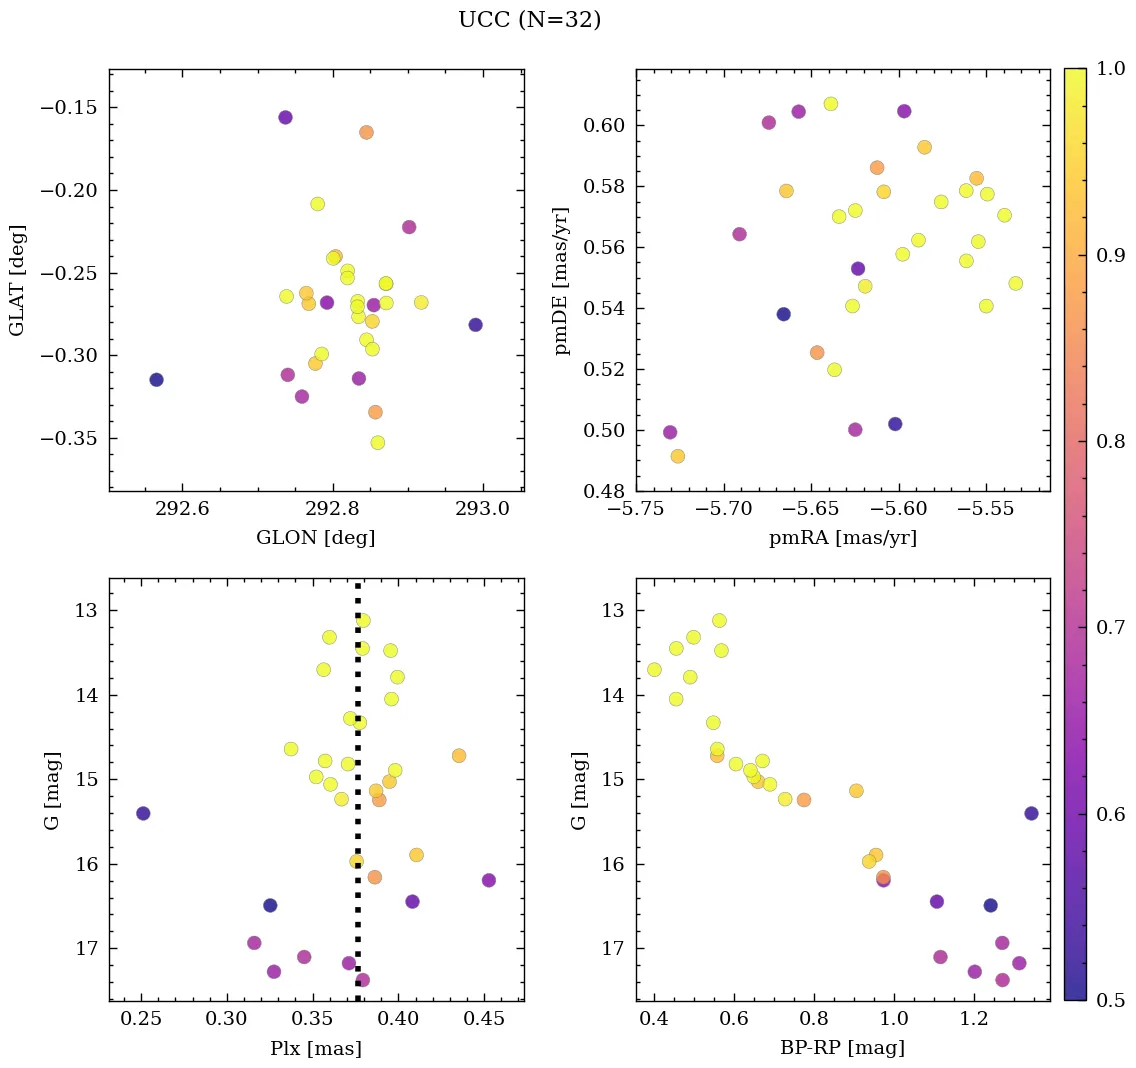 UCC (N=32)
−0.15
−0.20
−0.25
−0.30
−0.35
GLAT [deg]
292.6 292.8 293.0
GLON [deg]
0.60
0.58
0.56
0.54
0.52
0.50
0.48
pmDE [mas/yr]
−5.75 −5.70 −5.65 −5.60 −5.55
pmRA [mas/yr]
13
14
15
16
17
G [mag]
0.25 0.30 0.35 0.40 0.45
Plx [mas]
13
14
15
16
17
G [mag]
0.4 0.6 0.8 1.0 1.2
BP-RP [mag]
1.0
0.9
0.8
0.7
0.6
0.5